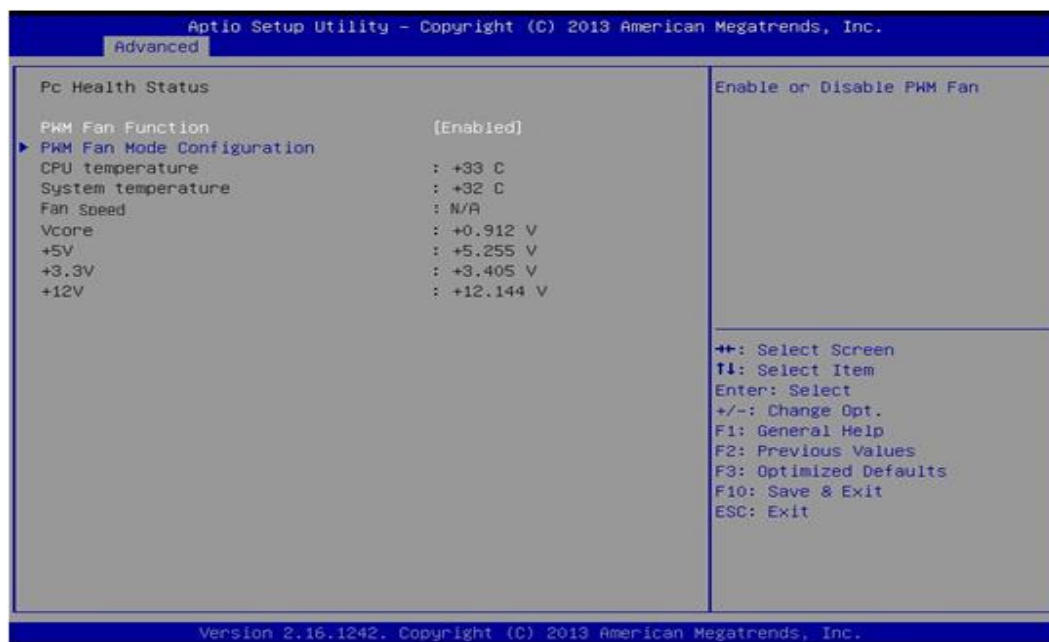 Aptio Setup Utility – Copyright (C) 2013 American Megatrends, Inc.
Advanced
Pc Health Status
PWM Fan Function [Enabled]
PWM Fan Mode Configuration
CPU temperature : +33 C
System temperature : +32 C
Fan Speed : N/A
Vcore : +0.912 V
+5V : +5.255 V
+3.3V : +3.405 V
+12V : +12.144 V
Enable or Disable PWM Fan
→←: Select Screen
↑↓: Select Item
Enter: Select
+/-: Change Opt.
F1: General Help
F2: Previous Values
F3: Optimized Defaults
F10: Save & Exit
ESC: Exit
Version 2.16.1242. Copyright (C) 2013 American Megatrends, Inc.